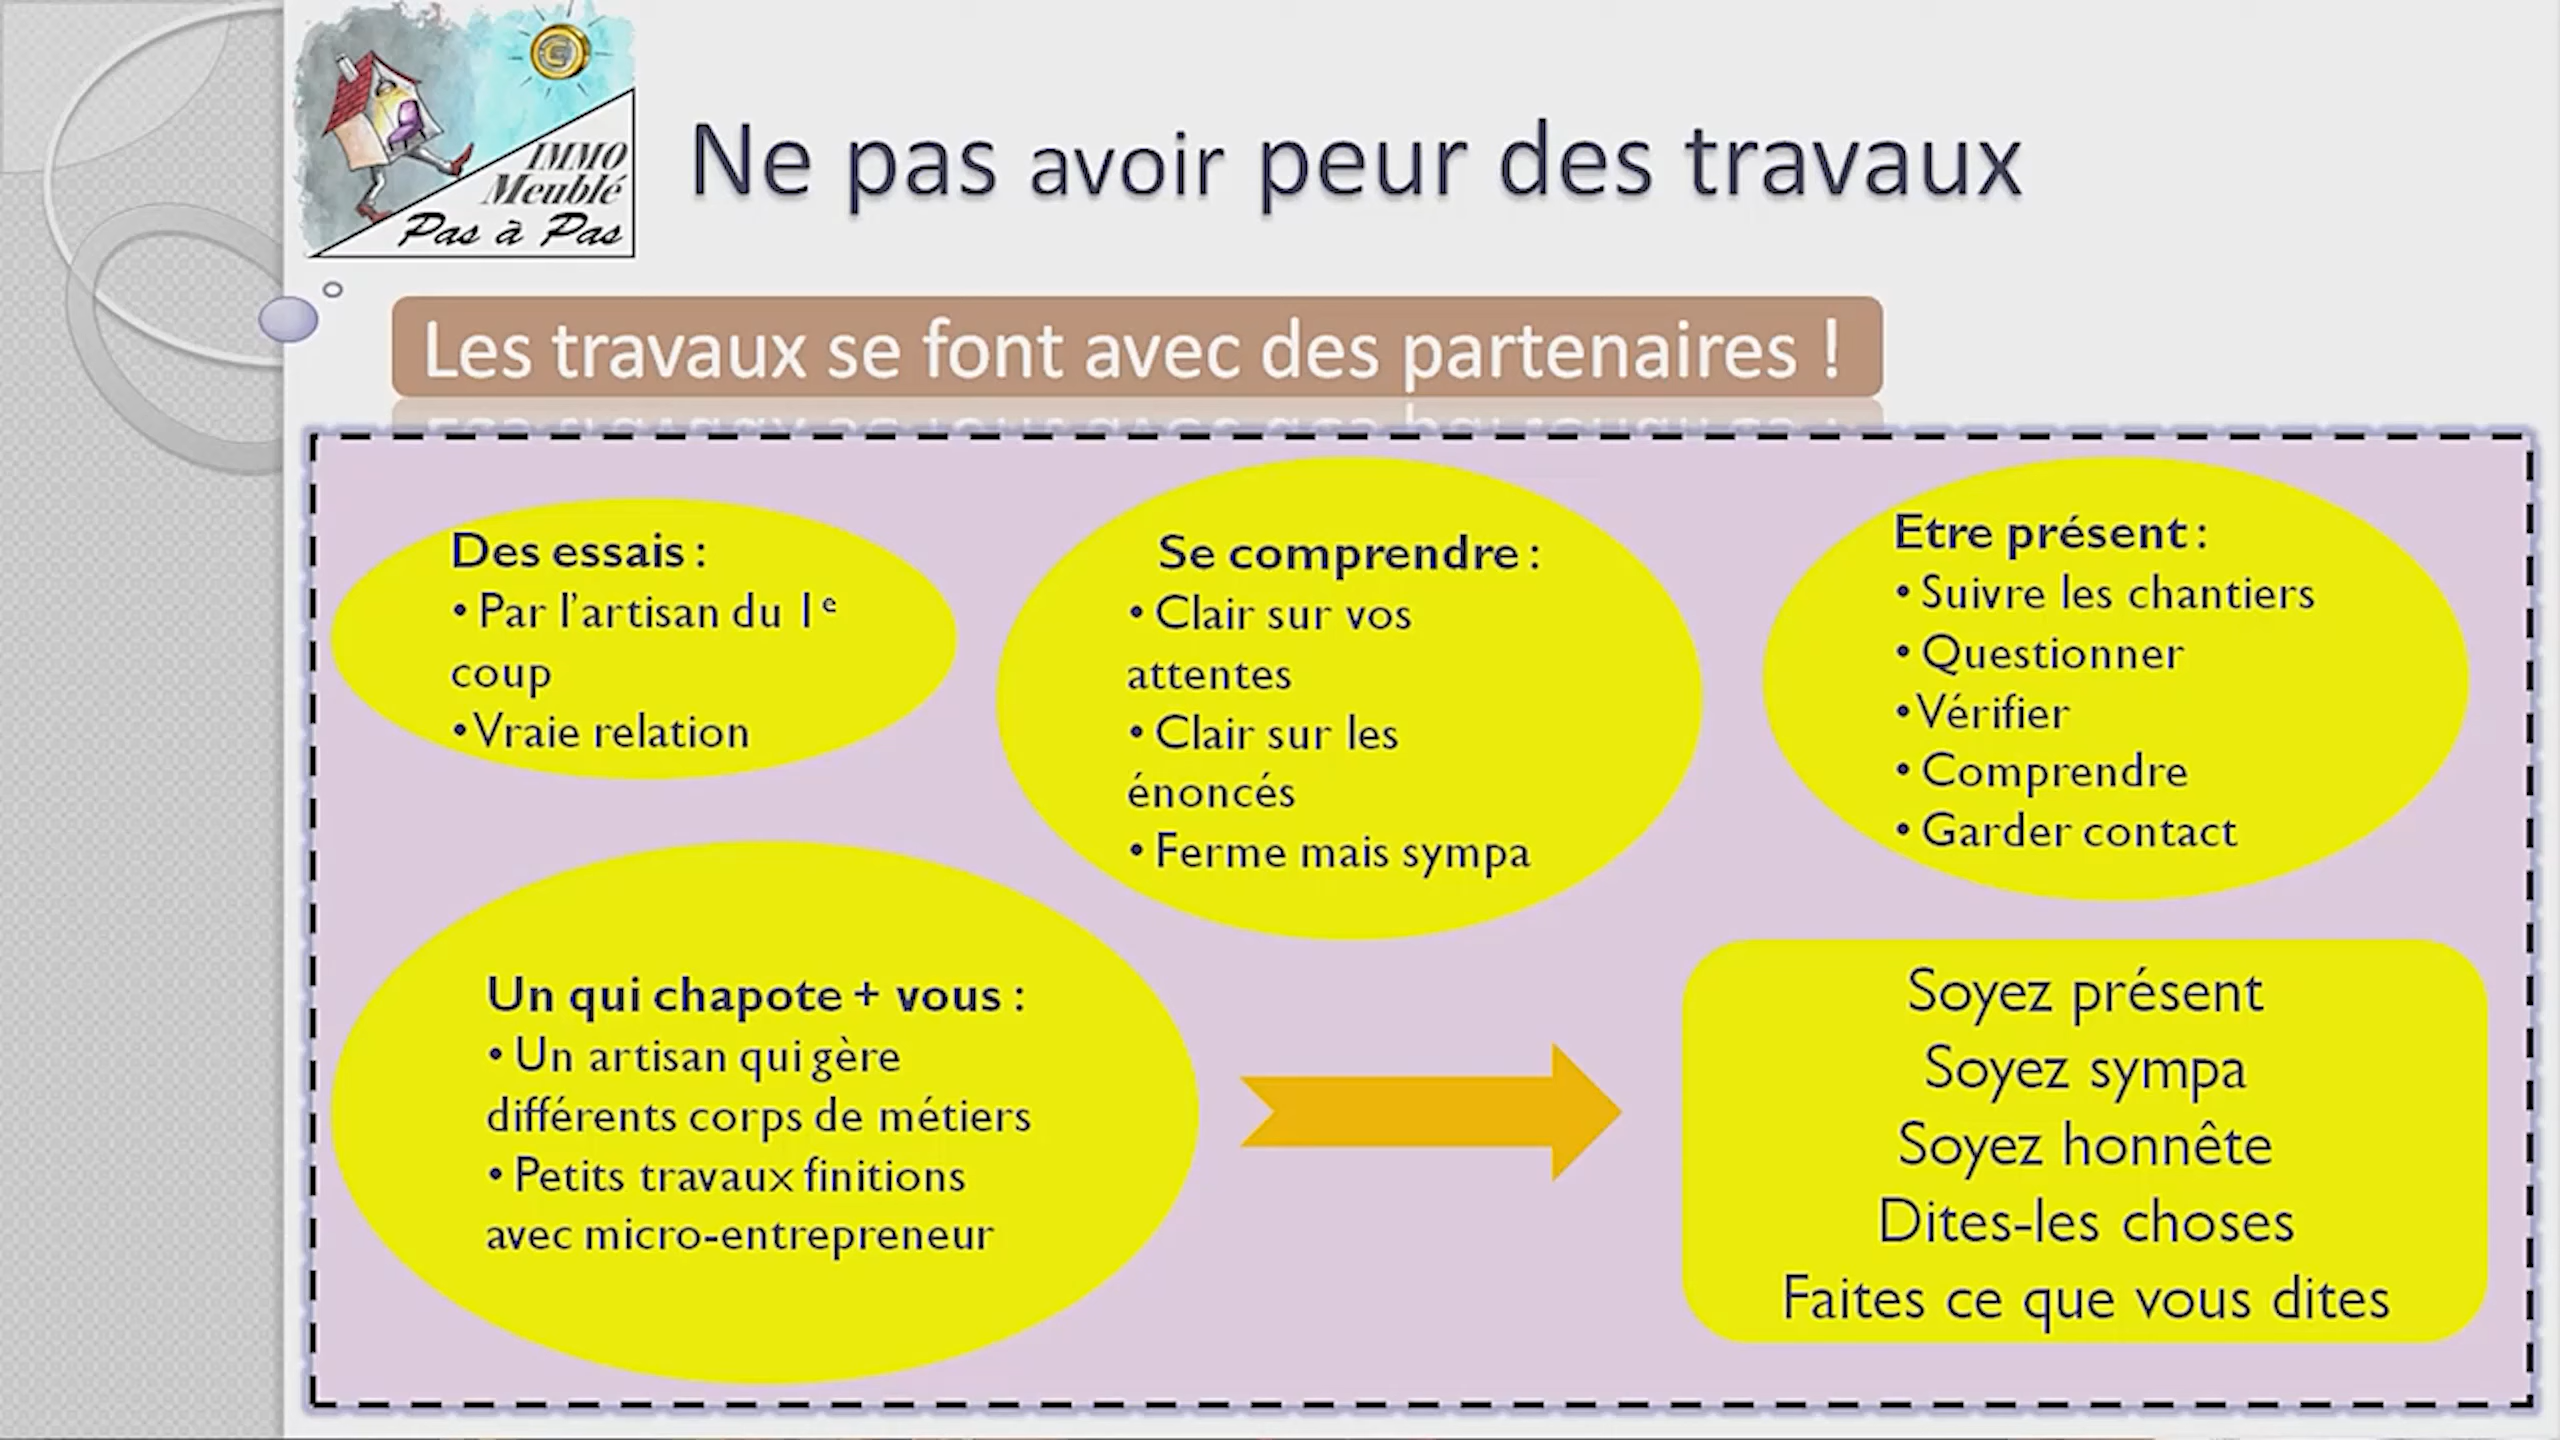 IMMO
Meublé
Pas à Pas
Ne pas avoir peur des travaux
Les travaux se font avec des partenaires !
Des essais :
• Par l'artisan du 1e
coup
• Vraie relation
Se comprendre :
• Clair sur vos
attentes
• Clair sur les
énoncés
• Ferme mais sympa
Etre présent :
• Suivre les chantiers
• Questionner
• Vérifier
• Comprendre
• Garder contact
Un qui chapote + vous :
• Un artisan qui gère
différents corps de métiers
• Petits travaux finitions
avec micro-entrepreneur
Soyez présent
Soyez sympa
Soyez honnête
Dites-les choses
Faites ce que vous dites